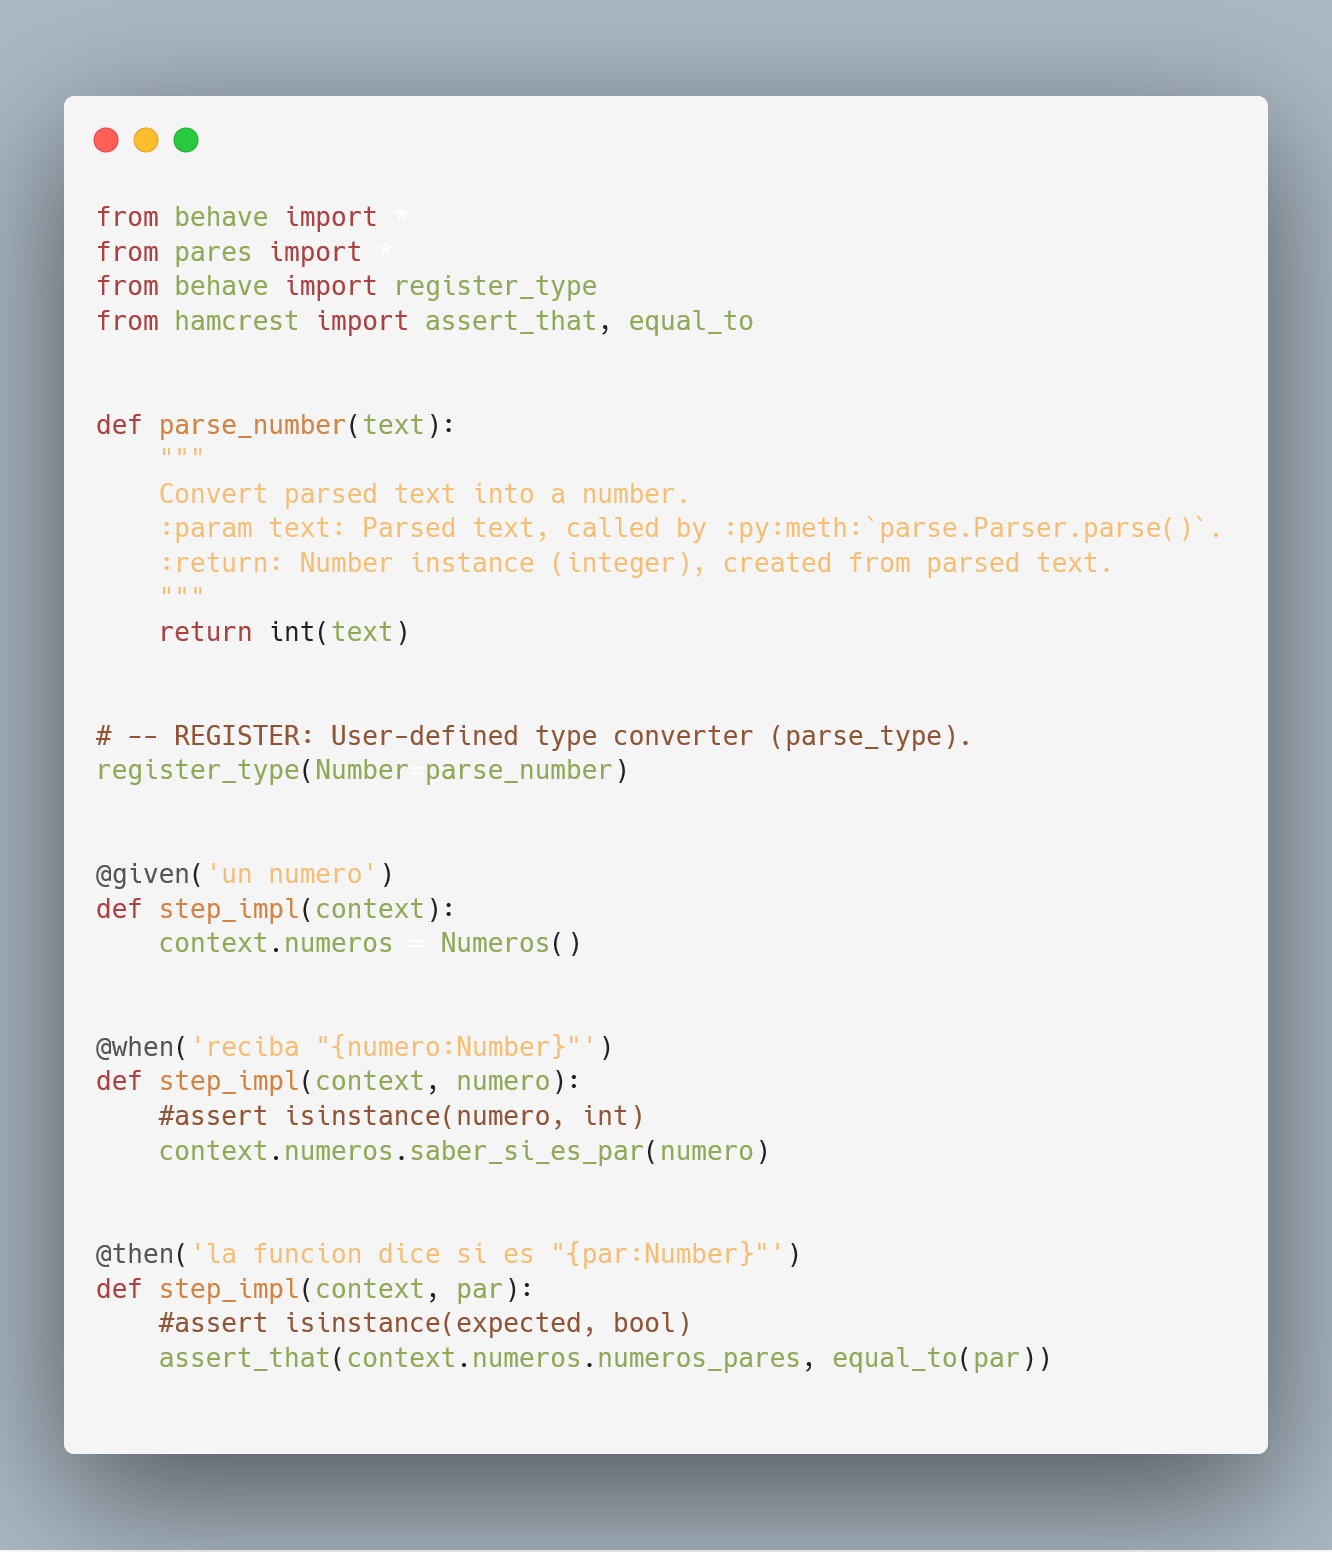 from behave import *
from pares import *
from behave import register_type
from hamcrest import assert_that, equal_to
def parse_number(text):
    """
    Convert parsed text into a number.
    :param text: Parsed text, called by :py:meth:`parse.Parser.parse()`.
    :return: Number instance (integer), created from parsed text.
    """
    return int(text)
# -- REGISTER: User-defined type converter (parse_type).
register_type(Number=parse_number)
@given('un numero')
def step_impl(context):
    context.numeros = Numeros()
@when('reciba "{numero:Number}"')
def step_impl(context, numero):
    #assert isinstance(numero, int)
    context.numeros.saber_si_es_par(numero)
@then('la funcion dice si es "{par:Number}"')
def step_impl(context, par):
    #assert isinstance(expected, bool)
    assert_that(context.numeros.numeros_pares, equal_to(par))